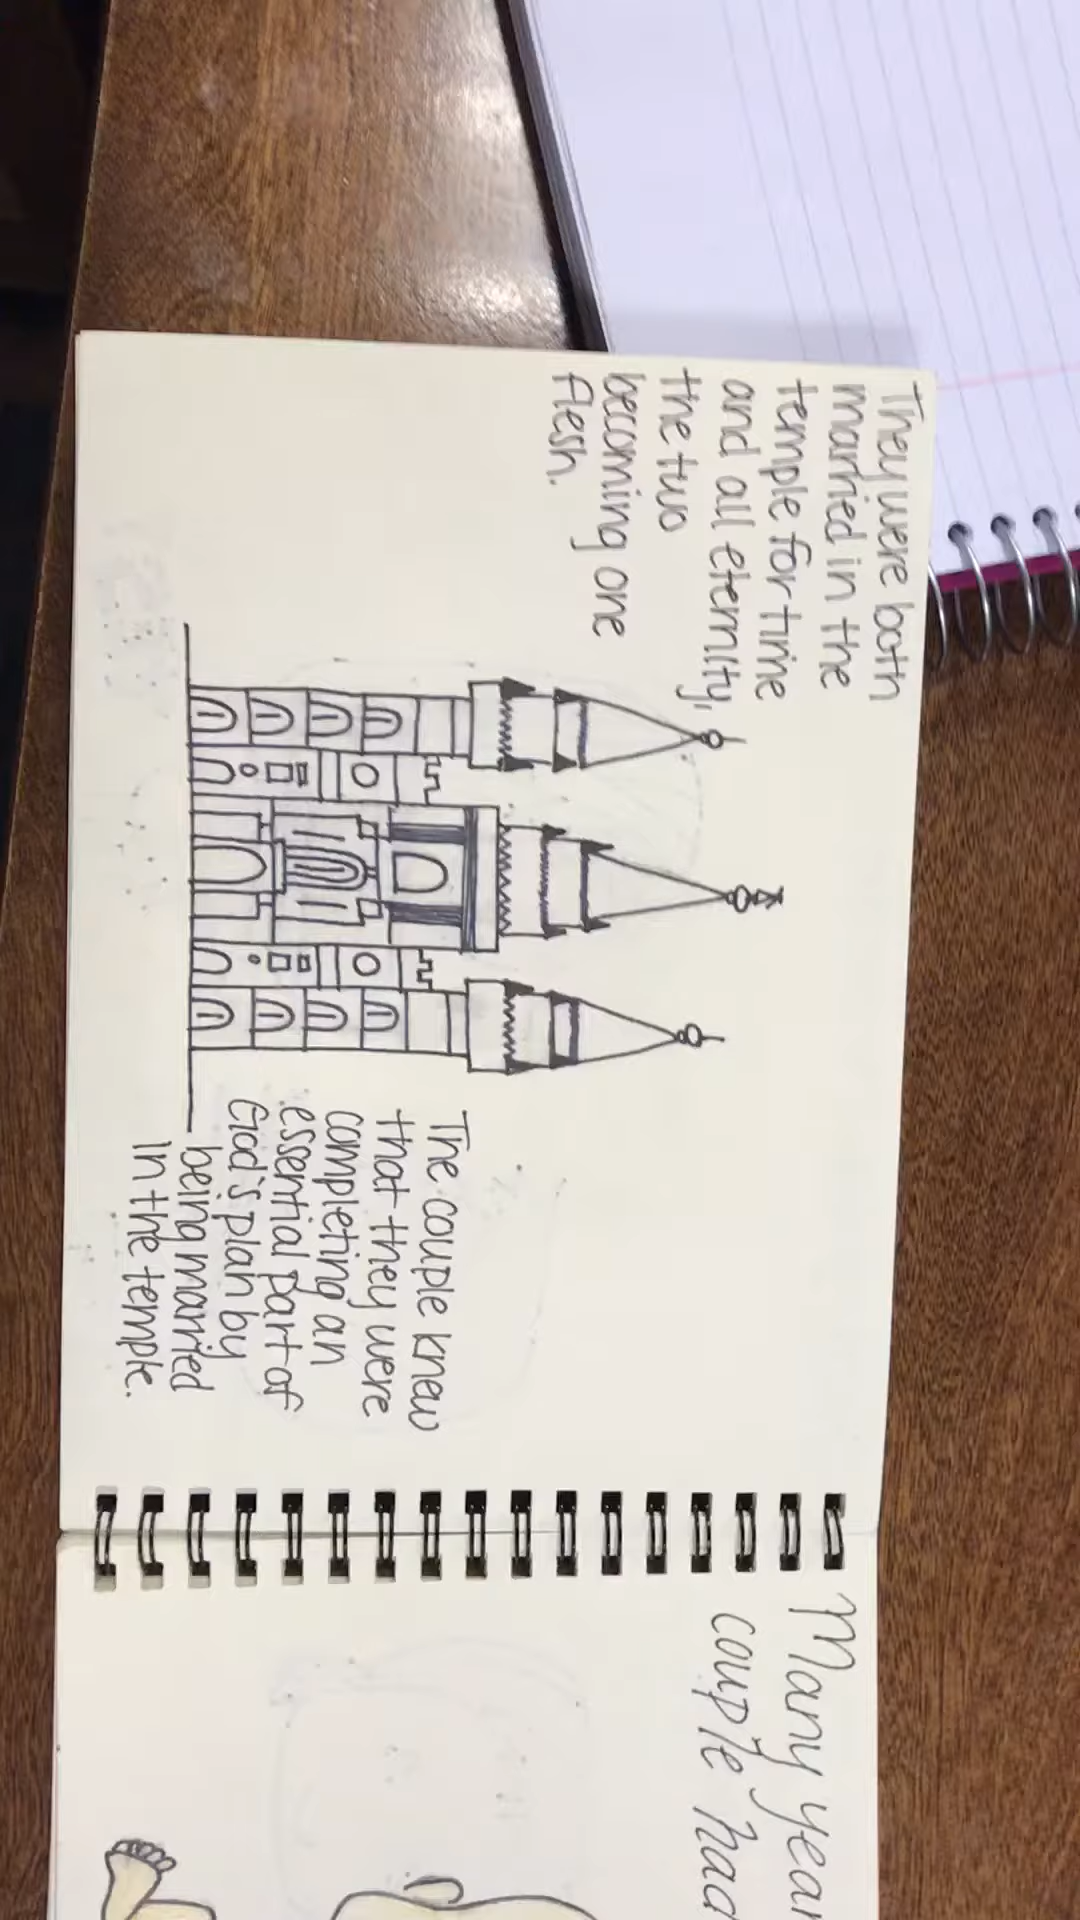 They were both
married in the
temple for time
and all eternity,
the two
becoming one
flesh.
The couple knew
that they were
completing an
essential part of
God's plan by
being married
in the temple.
Many year
couple had